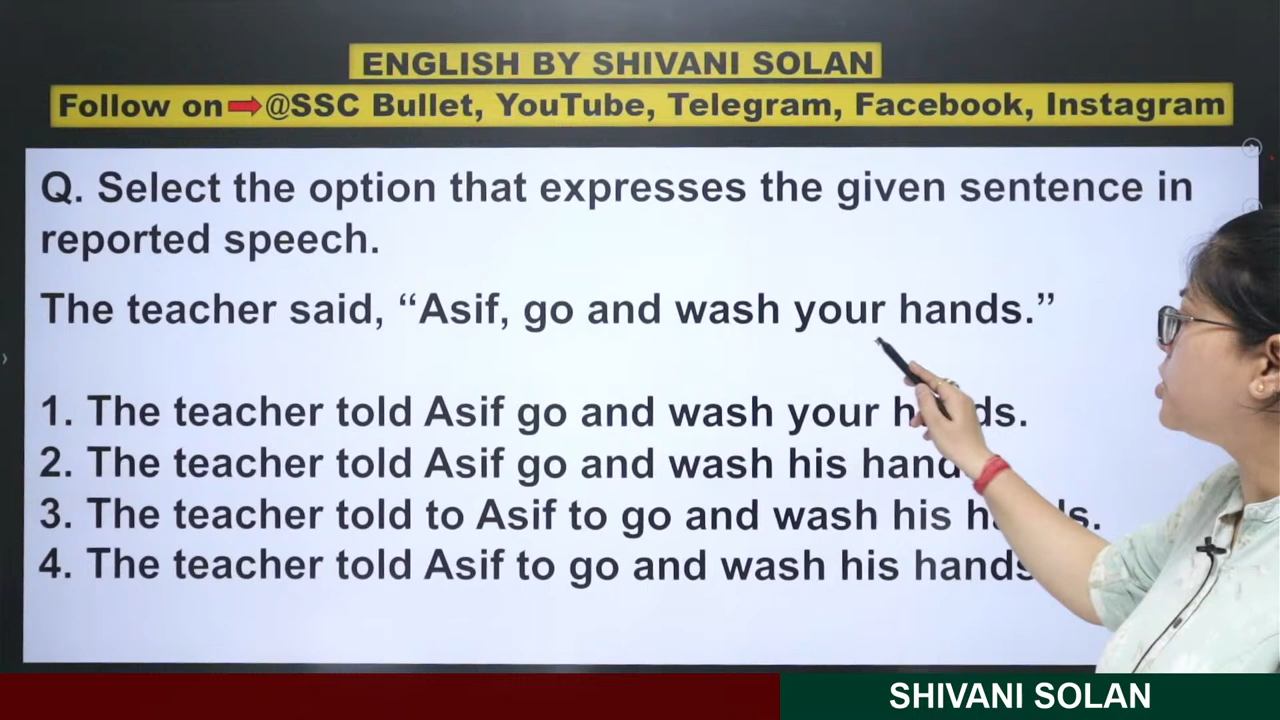 ENGLISH BY SHIVANI SOLAN
Follow on @SSC Bullet, YouTube, Telegram, Facebook, Instagram
Q. Select the option that expresses the given sentence in
reported speech.
The teacher said, “Asif, go and wash your hands.”
1. The teacher told Asif go and wash your
2. The teacher told Asif go and wash his
3. The teacher told to Asif to go and wash his
4. The teacher told Asif to go and wash his hands
SHIVANI SOLAN